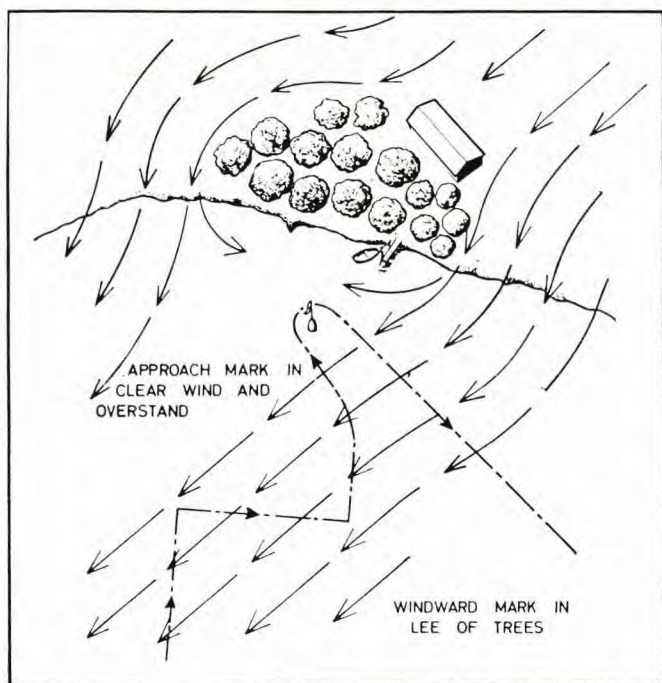 APPROACH MARK IN
CLEAR WIND AND
OVERSTAND
WINDWARD MARK IN
LEE OF TREES